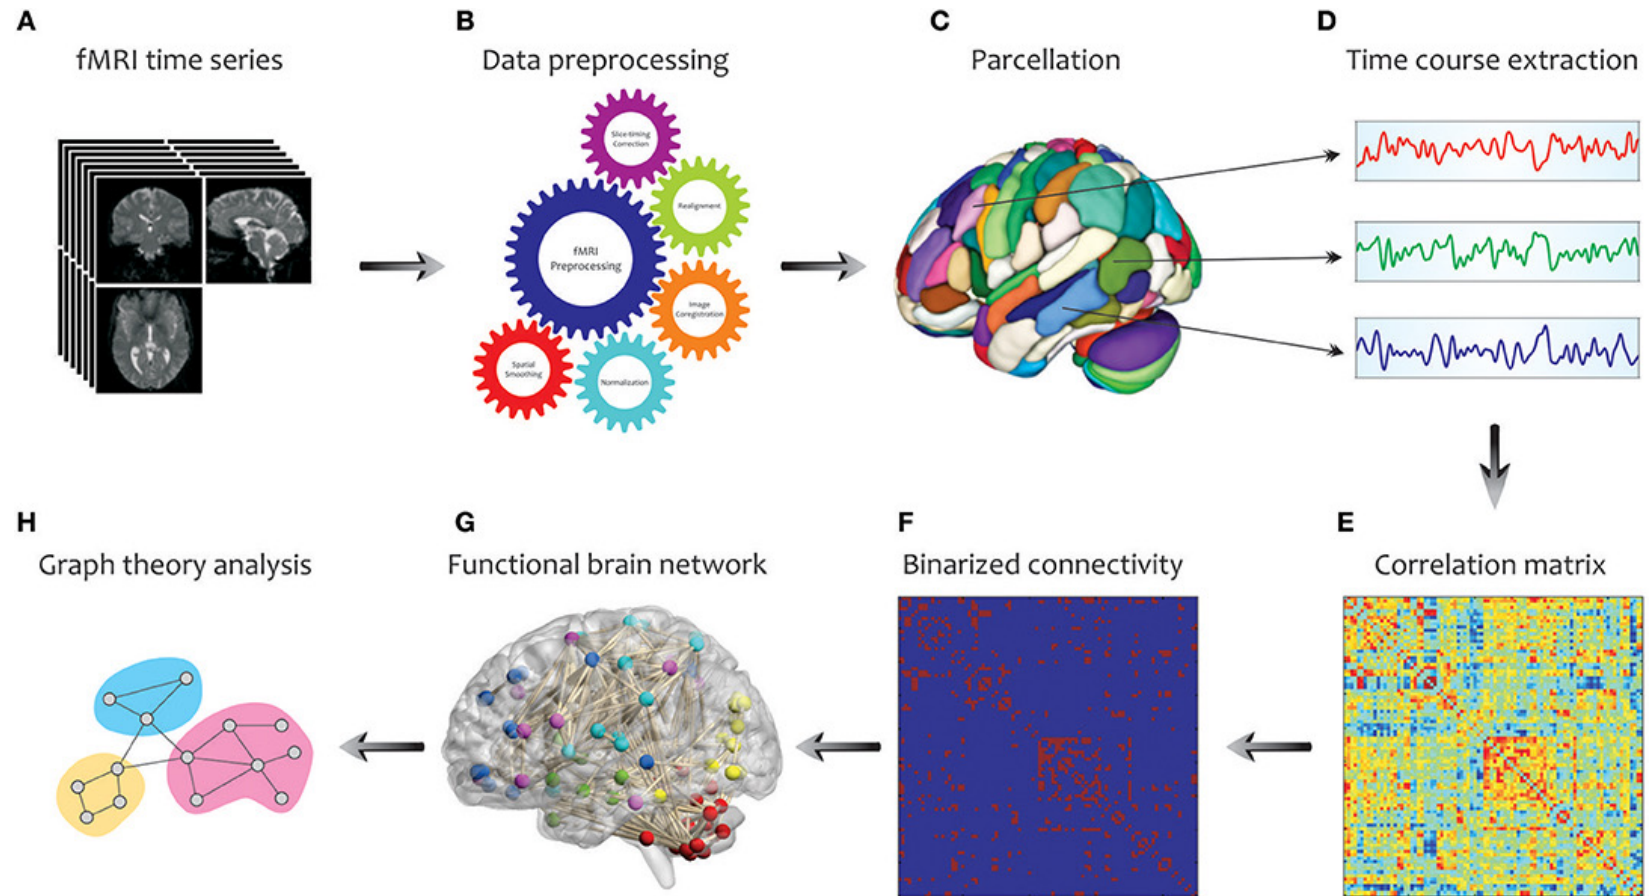 A
fMRI time series
B
Data preprocessing
Slice-timing
Correction
Realignment
fMRI
Preprocessing
Image
Coregistration
Spatial
Smoothing
Normalization
C
Parcellation
D
Time course extraction
H
Graph theory analysis
G
Functional brain network
F
Binarized connectivity
E
Correlation matrix